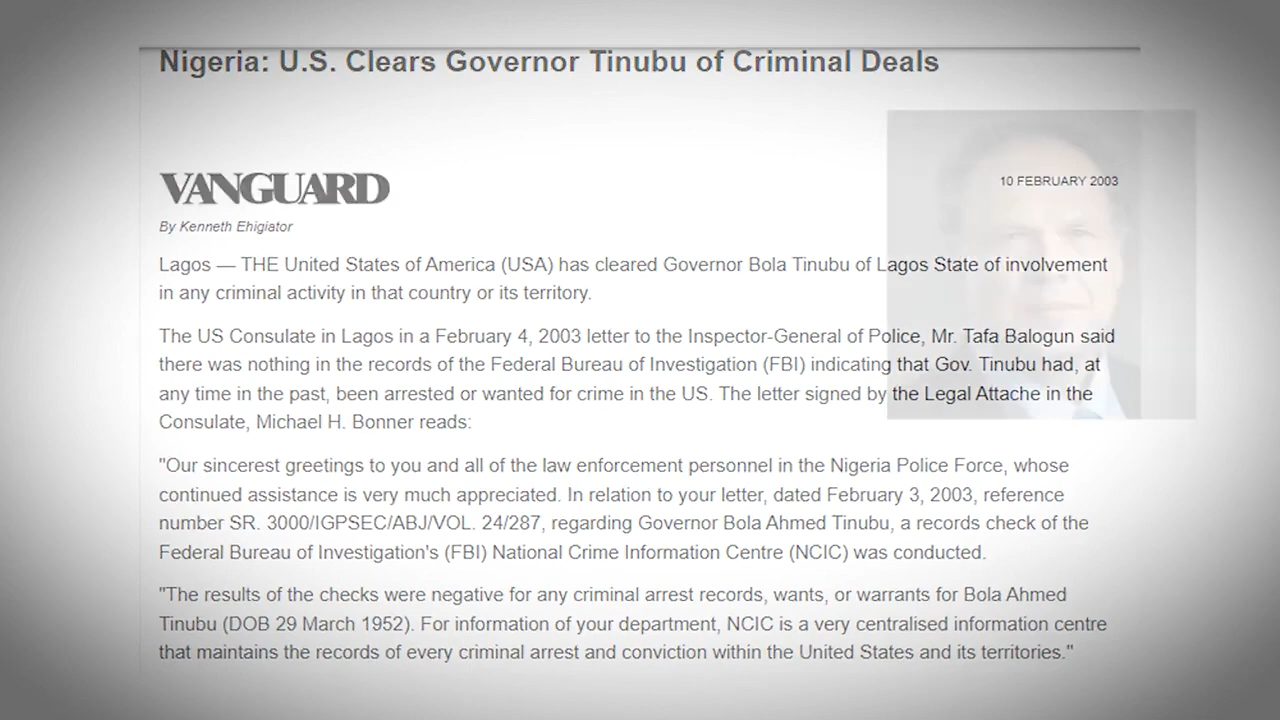 Nigeria: U.S. Clears Governor Tinubu of Criminal Deals
VANGUARD
10 FEBRUARY 2003
By Kenneth Ehigiator
Lagos — THE United States of America (USA) has cleared Governor Bola Tinubu of Lagos State of involvement
in any criminal activity in that country or its territory.
The US Consulate in Lagos in a February 4, 2003 letter to the Inspector-General of Police, Mr. Tafa Balogun said
there was nothing in the records of the Federal Bureau of Investigation (FBI) indicating that Gov. Tinubu had, at
any time in the past, been arrested or wanted for crime in the US. The letter signed by the Legal Attache in the
Consulate, Michael H. Bonner reads:
"Our sincerest greetings to you and all of the law enforcement personnel in the Nigeria Police Force, whose
continued assistance is very much appreciated. In relation to your letter, dated February 3, 2003, reference
number SR. 3000/IGPSEC/ABJ/VOL. 24/287, regarding Governor Bola Ahmed Tinubu, a records check of the
Federal Bureau of Investigation's (FBI) National Crime Information Centre (NCIC) was conducted.
"The results of the checks were negative for any criminal arrest records, wants, or warrants for Bola Ahmed
Tinubu (DOB 29 March 1952). For information of your department, NCIC is a very centralised information centre
that maintains the records of every criminal arrest and conviction within the United States and its territories."